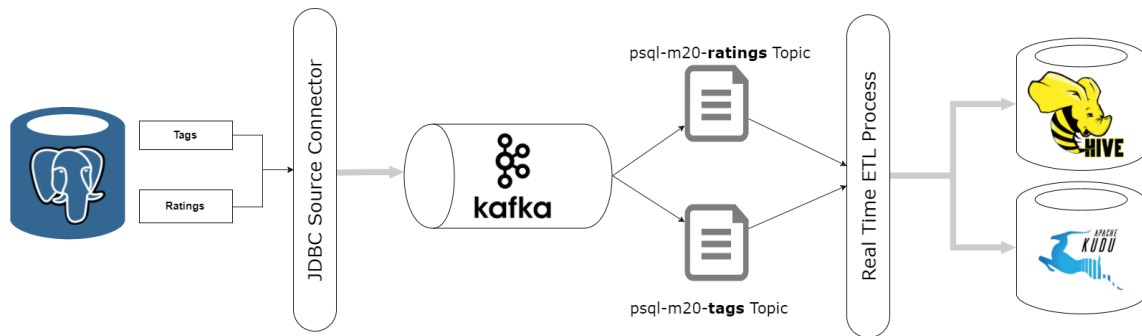 Tags
Ratings
JDBC Source Connector
kafka
psql-m20-ratings Topic
psql-m20-tags Topic
Real Time ETL Process
HIVE
APACHE
KUDU